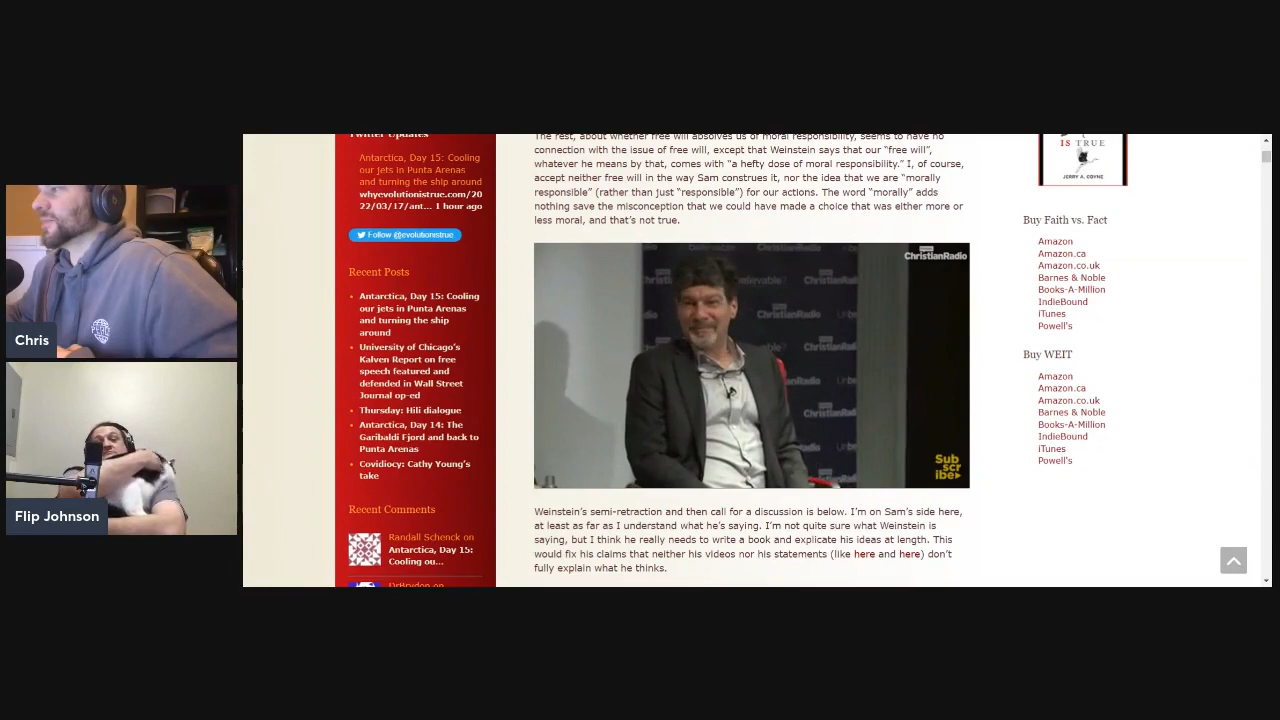 Chris
Flip Johnson
Twitter Updates
Antarctica, Day 15: Cooling
our jets in Punta Arenas
and turning the ship around
whyevolutionistrue.com/20
22/03/17/ant... 1 hour ago
Follow @evolutionistrue
Recent Posts
Antarctica, Day 15: Cooling
our jets in Punta Arenas
and turning the ship
around
University of Chicago's
Kalven Report on free
speech featured and
defended in Wall Street
Journal op-ed
Thursday: Hili dialogue
Antarctica, Day 14: The
Garibaldi Fjord and back to
Punta Arenas
Covidiocy: Cathy Young's
take
Recent Comments
Randall Schenck on
Antarctica, Day 15:
Cooling ou...
DrBrydon on
The rest, about whether free will absolves us of moral responsibility, seems to have no
connection with the issue of free will, except that Weinstein says that our “free will”,
whatever he means by that, comes with “a hefty dose of moral responsibility.” I, of course,
accept neither free will in the way Sam construes it, nor the idea that we are “morally
responsible” (rather than just “responsible”) for our actions. The word “morally” adds
nothing save the misconception that we could have made a choice that was either more or
less moral, and that’s not true.
ChristianRadio
believable?
ChristianRadio
ChristianRadio
ChristianRadio
Sub
scr
ibe
Weinstein’s semi-retraction and then call for a discussion is below. I’m on Sam’s side here,
at least as far as I understand what he’s saying. I’m not quite sure what Weinstein is
saying, but I think he really needs to write a book and explicate his ideas at length. This
would fix his claims that neither his videos nor his statements (like here and here) don’t
fully explain what he thinks.
IS TRUE
JERRY A. COYNE
Buy Faith vs. Fact
Amazon
Amazon.ca
Amazon.co.uk
Barnes & Noble
Books-A-Million
IndieBound
iTunes
Powell's
Buy WEIT
Amazon
Amazon.ca
Amazon.co.uk
Barnes & Noble
Books-A-Million
IndieBound
iTunes
Powell's